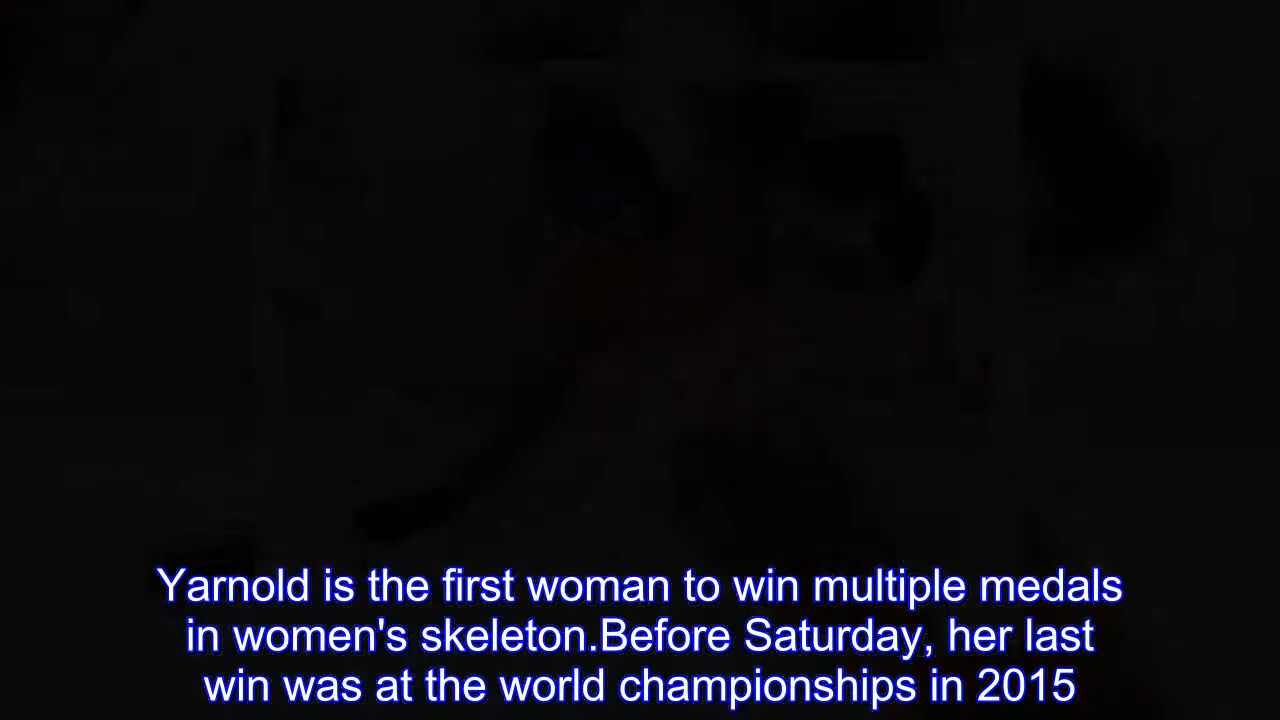 Yarnold is the first woman to win multiple medals
in women's skeleton.Before Saturday, her last
win was at the world championships in 2015